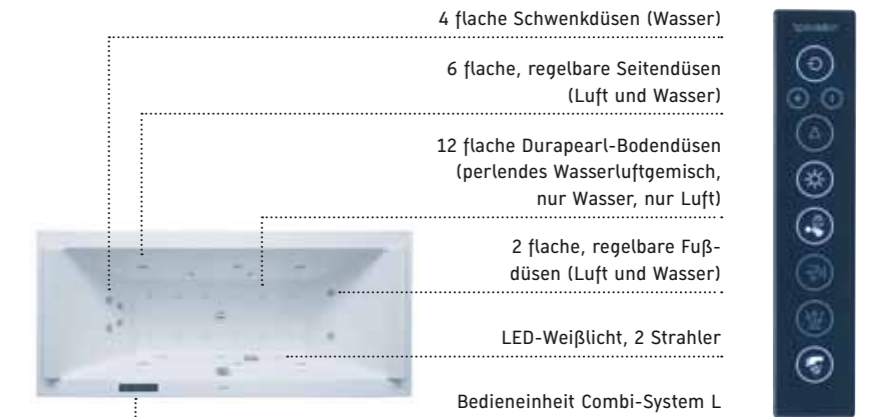 4 flache Schwenkdüsen (Wasser)
6 flache, regelbare Seitendüsen
(Luft und Wasser)
12 flache Durapearl-Bodendüsen
(perlendes Wasserluftgemisch,
nur Wasser, nur Luft)
2 flache, regelbare Fuß-
düsen (Luft und Wasser)
LED-Weißlicht, 2 Strahler
Bedieneinheit Combi-System L